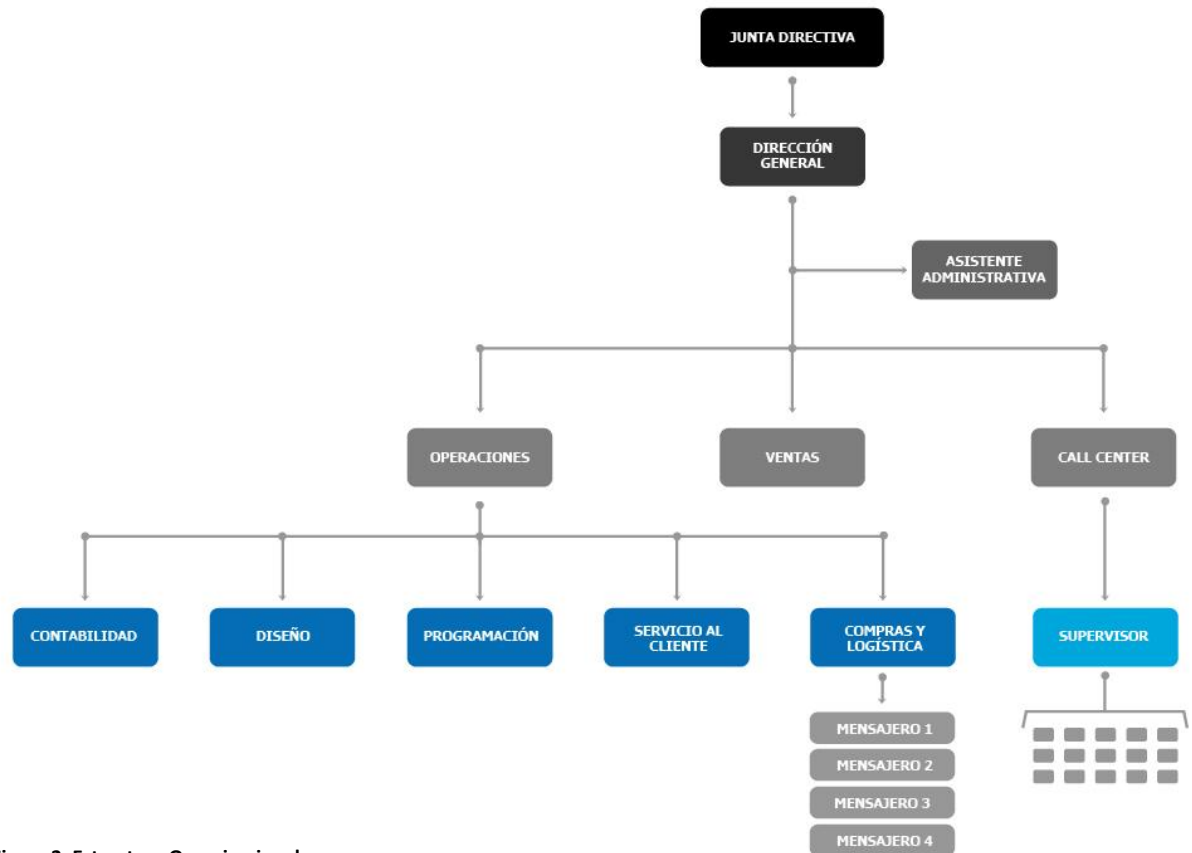 JUNTA DIRECTIVA
DIRECCIÓN
GENERAL
ASISTENTE
ADMINISTRATIVA
OPERACIONES
VENTAS
CALL CENTER
CONTABILIDAD
DISEÑO
PROGRAMACIÓN
SERVICIO AL
CLIENTE
COMPRAS Y
LOGÍSTICA
SUPERVISOR
MENSAJERO 1
MENSAJERO 2
MENSAJERO 3
MENSAJERO 4